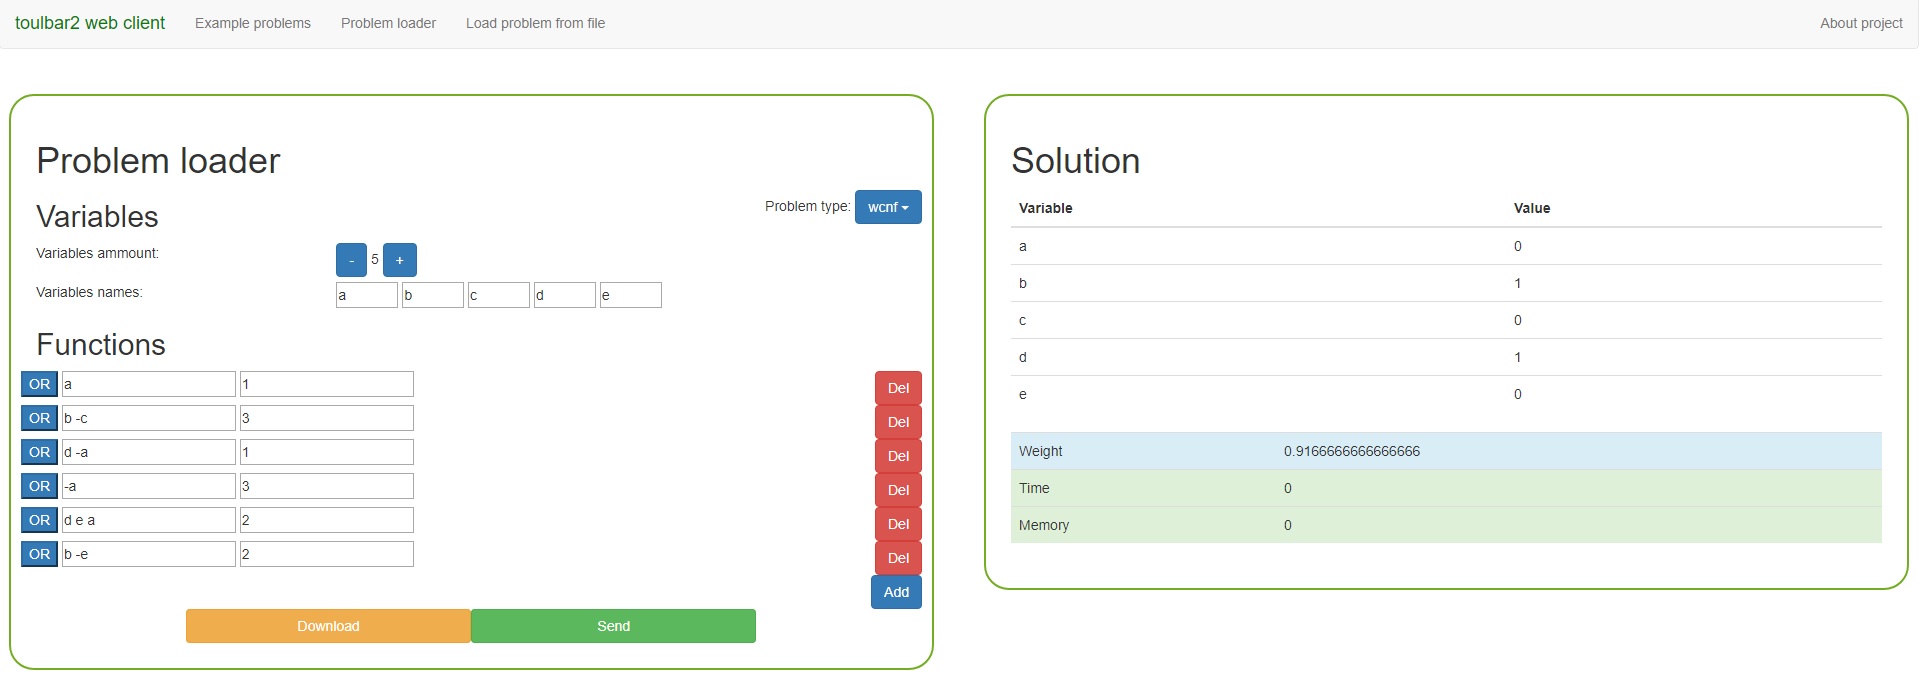 toulbar2 web client Example problems Problem loader Load problem from file About project
Problem loader
Problem type: wcnf
Variables
Variables ammount: - 5 +
Variables names: a b c d e
Functions
OR a 1 Del
OR b -c 3 Del
OR d -a 1 Del
OR -a 3 Del
OR d e a 2 Del
OR b -e 2 Del
Add
Download Send
Solution
Variable Value
a 0
b 1
c 0
d 1
e 0
Weight 0.9166666666666666
Time 0
Memory 0